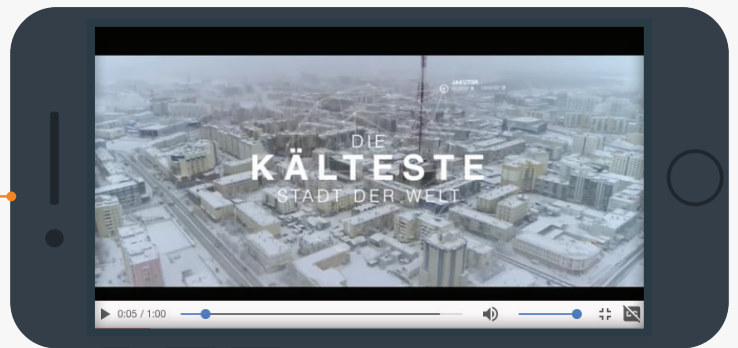 JAKUTSK
DIE
KÄLTESTE
STADT DER WELT
0:05 / 1:00